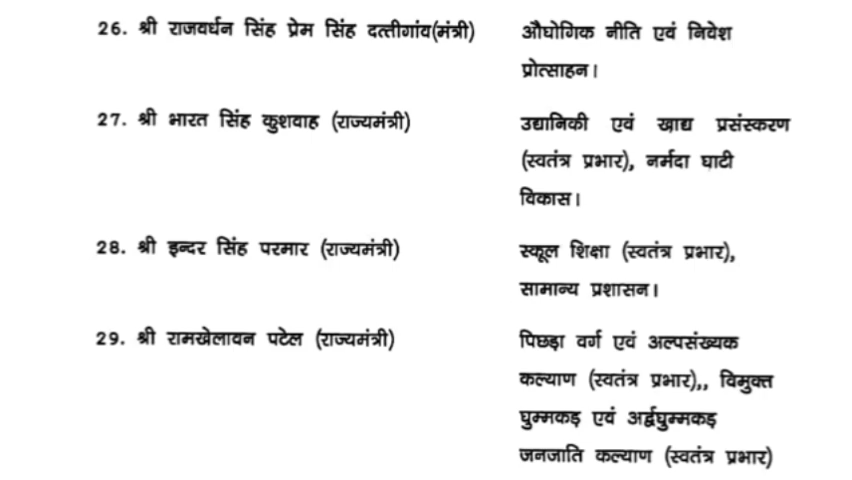 26. श्री राजवर्धन सिंह प्रेम सिंह दत्तीगांव(मंत्री) औघोगिक नीति एवं निवेश
प्रोत्साहन।
27. श्री भारत सिंह कुशवाह (राज्यमंत्री) उद्यानिकी एवं खाद्य प्रसंस्करण
(स्वतंत्र प्रभार), नर्मदा घाटी
विकास।
28. श्री इन्दर सिंह परमार (राज्यमंत्री) स्कूल शिक्षा (स्वतंत्र प्रभार),
सामान्य प्रशासन।
29. श्री रामखेलावन पटेल (राज्यमंत्री) पिछड़ा वर्ग एवं अल्पसंख्यक
कल्याण (स्वतंत्र प्रभार),, विमुक्त
घुम्मकड़ एवं अर्द्वघुम्मकड़
जनजाति कल्याण (स्वतंत्र प्रभार)